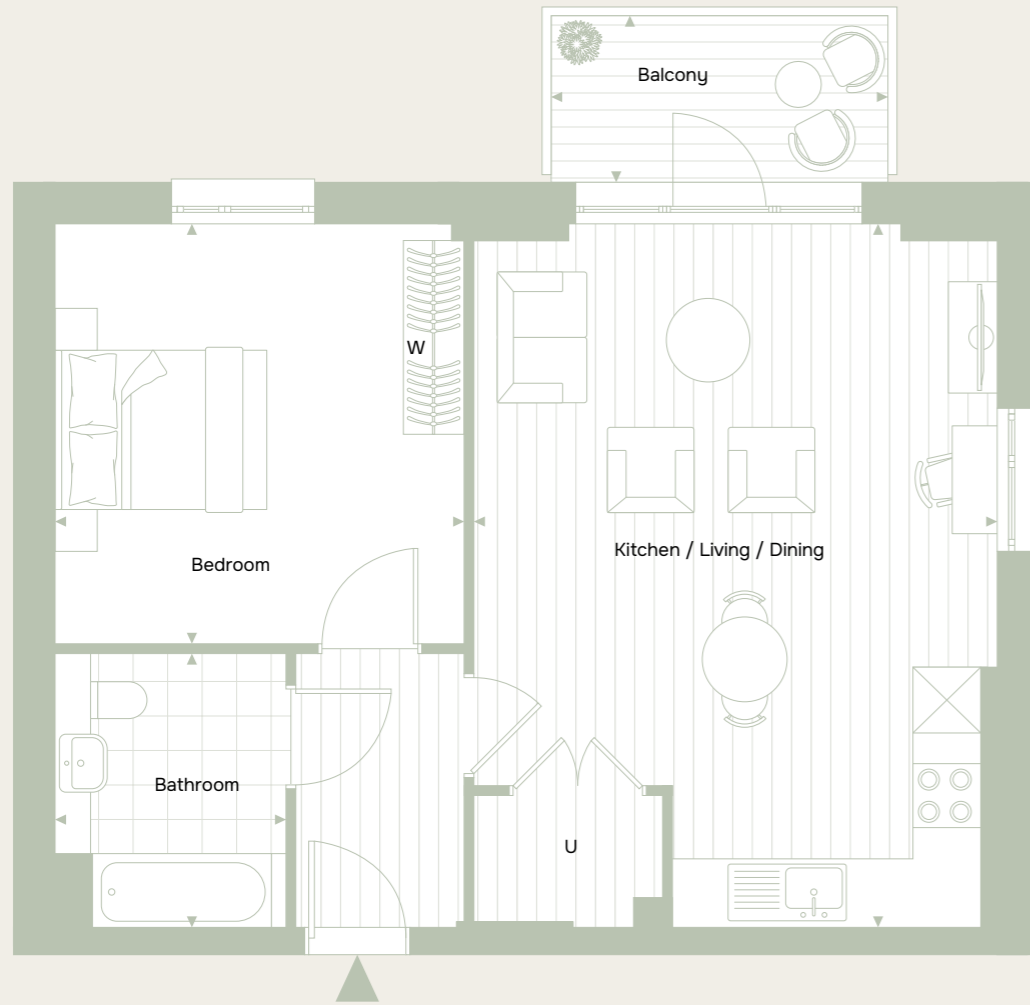 Balcony
W
Kitchen / Living / Dining
Bedroom
Bathroom
U